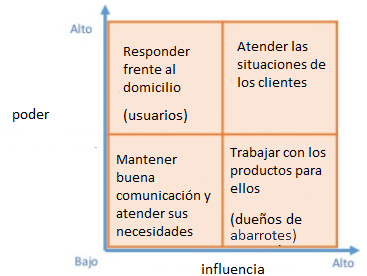 Alto
poder
Responder
frente al
domicilio
(usuarios)
Atender las
situaciones de
los clientes
Mantener
buena
comunicación y
atender sus
necesidades
Trabajar con los
productos para
ellos
(dueños de
abarrotes)
Bajo
influencia
Alto